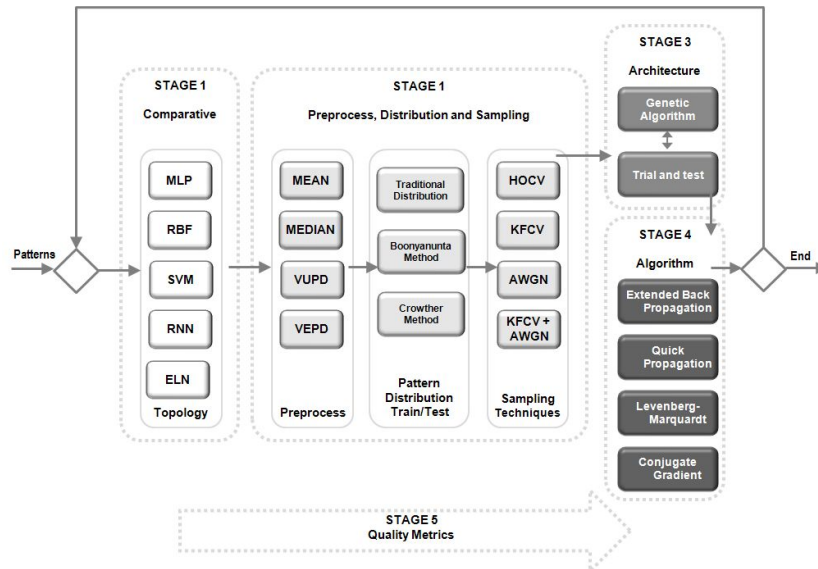 Patterns
STAGE 1
Comparative
MLP
RBF
SVM
RNN
ELN
Topology
STAGE 1
Preprocess, Distribution and Sampling
MEAN
MEDIAN
VUPD
VEPD
Preprocess
Traditional
Distribution
Boonyanunta
Method
Crowther
Method
Pattern
Distribution
Train/Test
HOCV
KFCV
AWGN
KFCV +
AWGN
Sampling
Techniques
STAGE 3
Architecture
Genetic
Algorithm
Trial and test
STAGE 4
Algorithm
Extended Back
Propagation
Quick
Propagation
Levenberg-
Marquardt
Conjugate
Gradient
End
STAGE 5
Quality Metrics